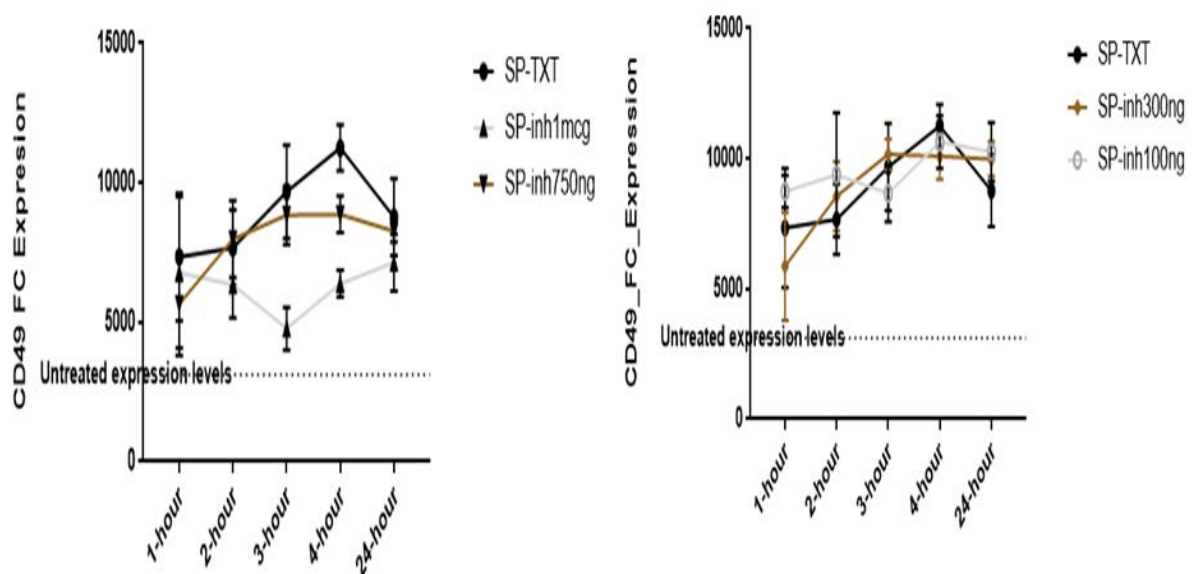 CD49 FC Expression
15000
10000
5000
0
Untreated expression levels
1-hour
2-hour
3-hour
4-hour
24-hour
SP-TXT
SP-inh1mcg
SP-inh750ng
CD49_FC_Expression
15000
10000
5000
0
Untreated expression levels
1-hour
2-hour
3-hour
4-hour
24-hour
SP-TXT
SP-inh300ng
SP-inh100ng